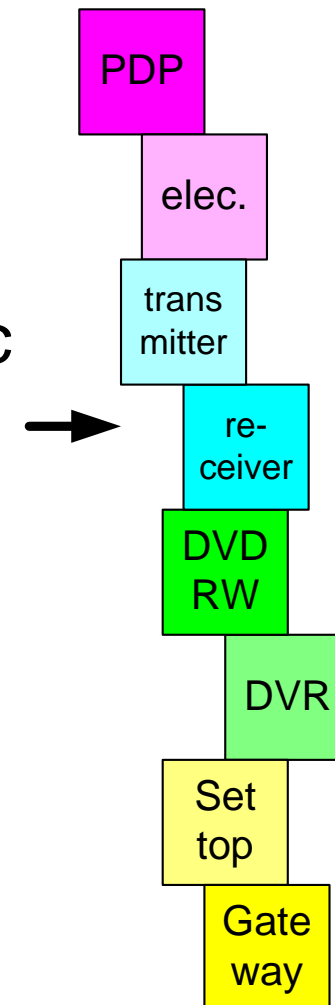 PDP
elec.
trans
mitter
c
re-
ceiver
DVD
RW
DVR
Set
top
Gate
way